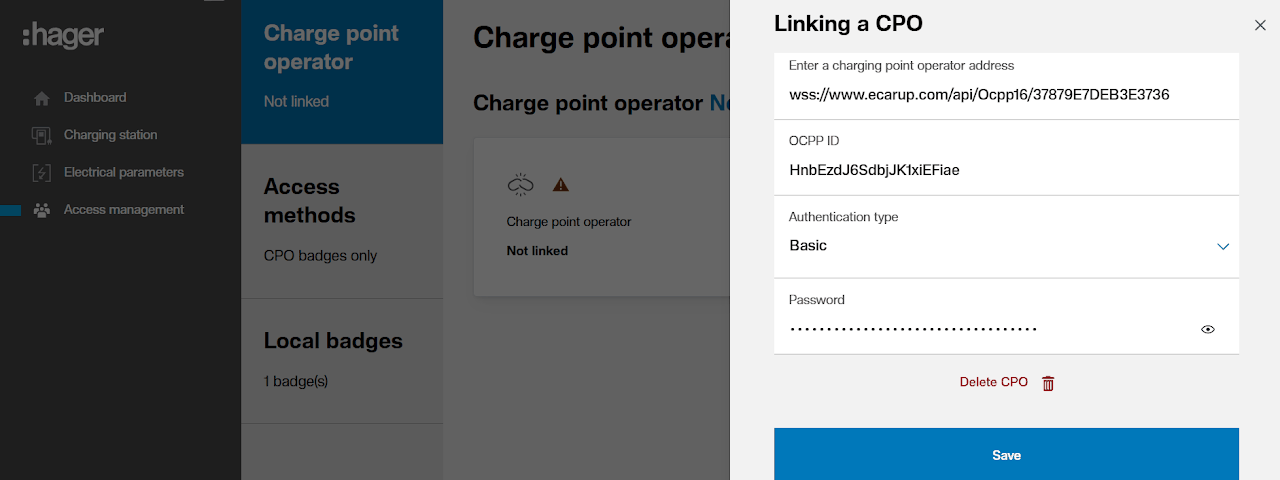 :hager
Dashboard
Charging station
Electrical parameters
Access management
Charge point
operator
Not linked
Access
methods
CPO badges only
Local badges
1 badge(s)
Charge point opera
Charge point operator No
Charge point operator
Not linked
Linking a CPO
Enter a charging point operator address
wss://www.ecarup.com/api/Ocpp16/37879E7DEB3E3736
OCPP ID
HnbEzdJ6SdbjJK1xiEFiae
Authentication type
Basic
Password
Delete CPO
Save